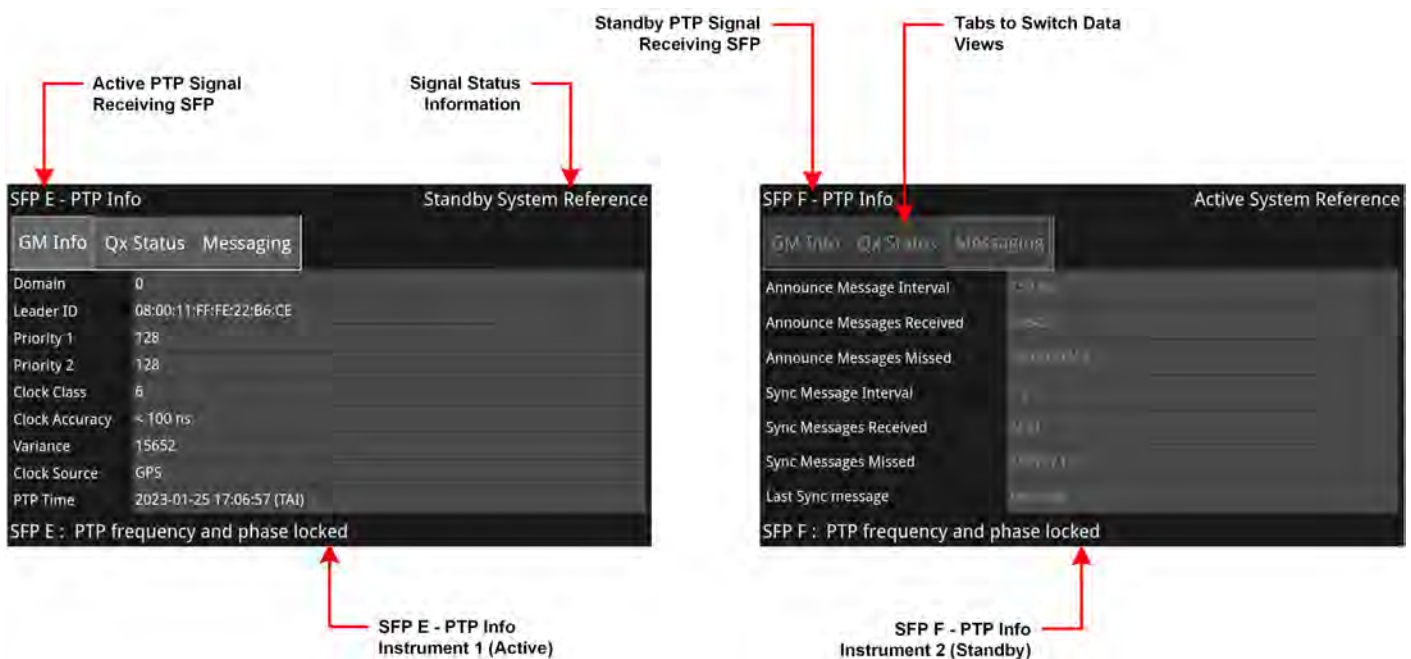 Active PTP Signal
Receiving SFP
Signal Status
Information
Standby PTP Signal
Receiving SFP
Tabs to Switch Data
Views
SFP E - PTP Info
Standby System Reference
GM Info Qx Status Messaging
Domain 0
Leader ID 08:00:11:FF:FE:22:B6:CE
Priority 1 128
Priority 2 128
Clock Class 6
Clock Accuracy < 100 ns
Variance 15652
Clock Source GPS
PTP Time 2023-01-25 17:06:57 (TAI)
SFP E : PTP frequency and phase locked
SFP F - PTP Info
Active System Reference
GM Info Qx Status Messaging
Announce Message Interval
Announce Messages Received
Announce Messages Missed
Sync Message Interval
Sync Messages Received
Sync Messages Missed
Last Sync message
SFP F : PTP frequency and phase locked
SFP E - PTP Info
Instrument 1 (Active)
SFP F - PTP Info
Instrument 2 (Standby)